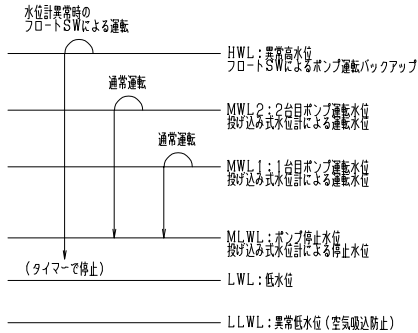 水位計異常時の
フロートSWによる運転
HWL：異常高水位
フロートSWによるポンプ運転バックアップ
通常運転
MWL2：2台目ポンプ運転水位
投げ込み式水位計による運転水位
通常運転
MWL1：1台目ポンプ運転水位
投げ込み式水位計による運転水位
MLWL：ポンプ停止水位
投げ込み式水位計による停止水位
(タイマーで停止)
LWL：低水位
LLWL：異常低水位(空気吸込防止)